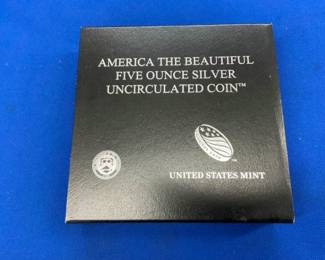 AMERICA THE BEAUTIFUL
FIVE OUNCE SILVER
UNCIRCULATED COIN™
UNITED STATES MINT